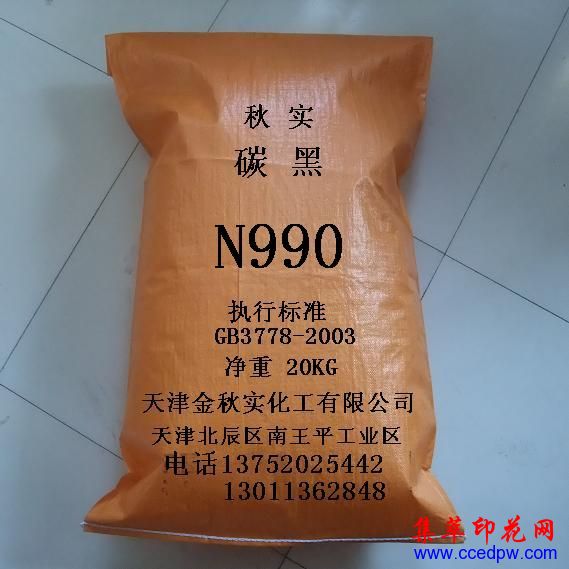 秋 实
碳 黑
N990
执行标准
GB3778-2003
净重 20KG
天津金秋实化工有限公司
天津北辰区南王平工业区
电话13752025442
13011362848
集萃印花网
www.ccedpw.com